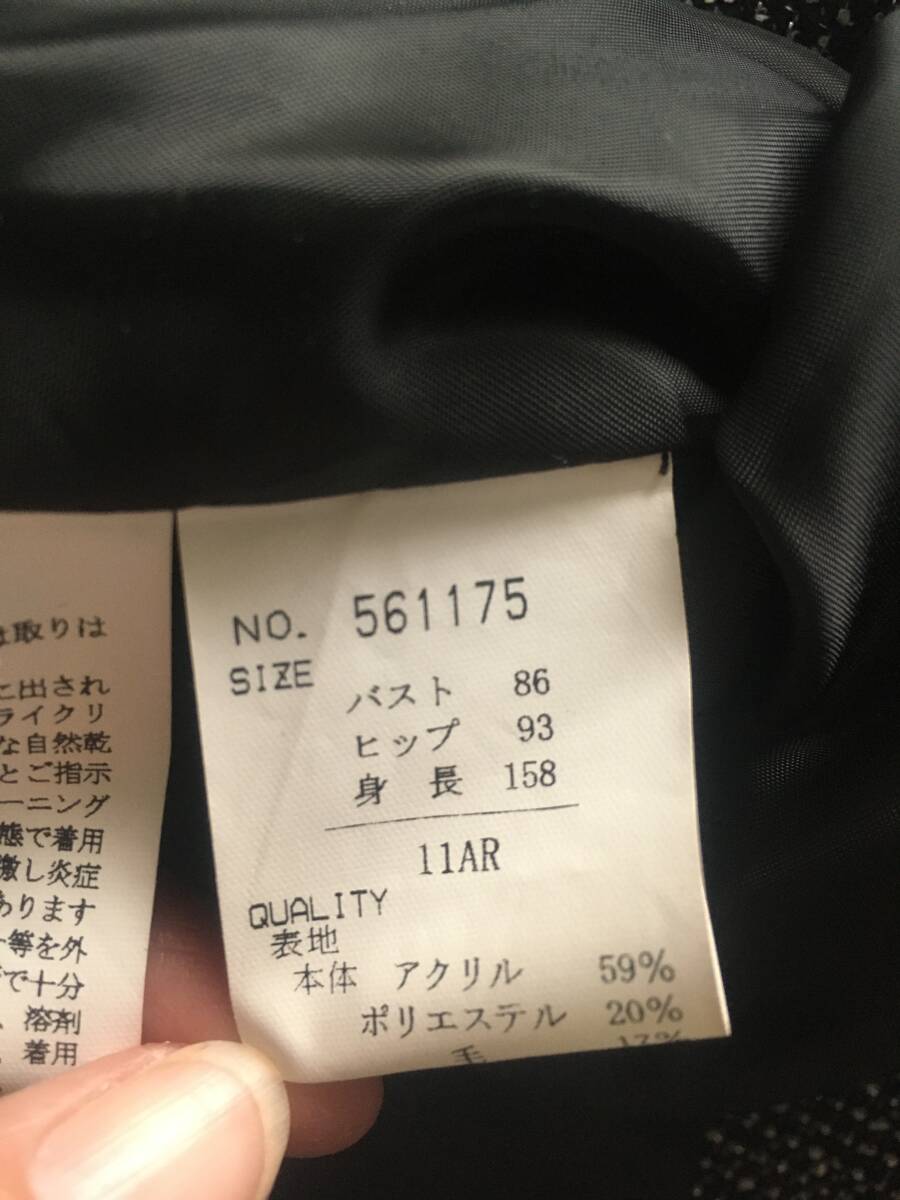 取りは
に出され
ライクリ
な自然乾
とご指示
ーニング
態で着用
激し炎症
あります
等を外
で十分
、溶剤
、着用
NO. 561175
SIZE
バスト 86
ヒップ 93
身長 158
11AR
QUALITY
表地
本体 アクリル 59%
ポリエステル 20%
毛